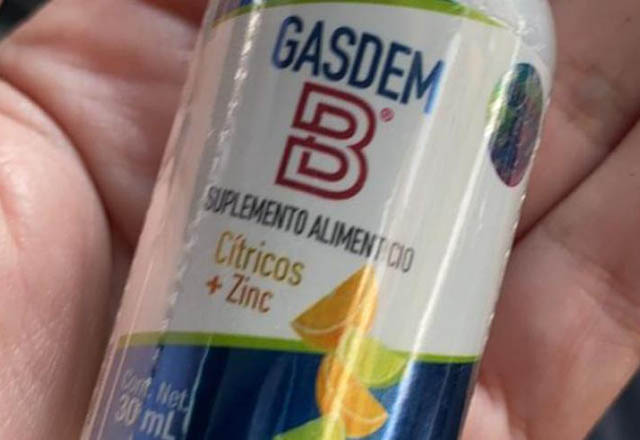 GASDEM
B®
SUPLEMENTO ALIMENTICIO
Cítricos
+ Zinc
Cont. Net.
30 mL